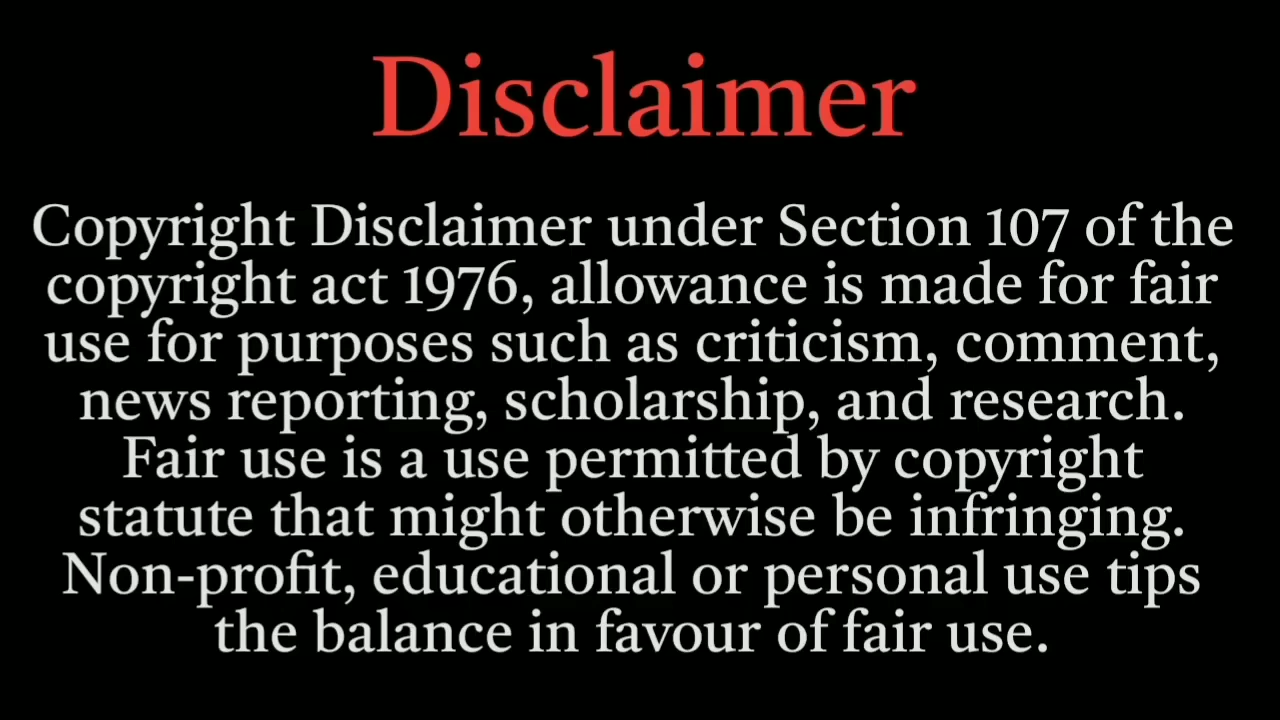 Disclaimer
Copyright Disclaimer under Section 107 of the
copyright act 1976, allowance is made for fair
use for purposes such as criticism, comment,
news reporting, scholarship, and research.
Fair use is a use permitted by copyright
statute that might otherwise be infringing.
Non-profit, educational or personal use tips
the balance in favour of fair use.